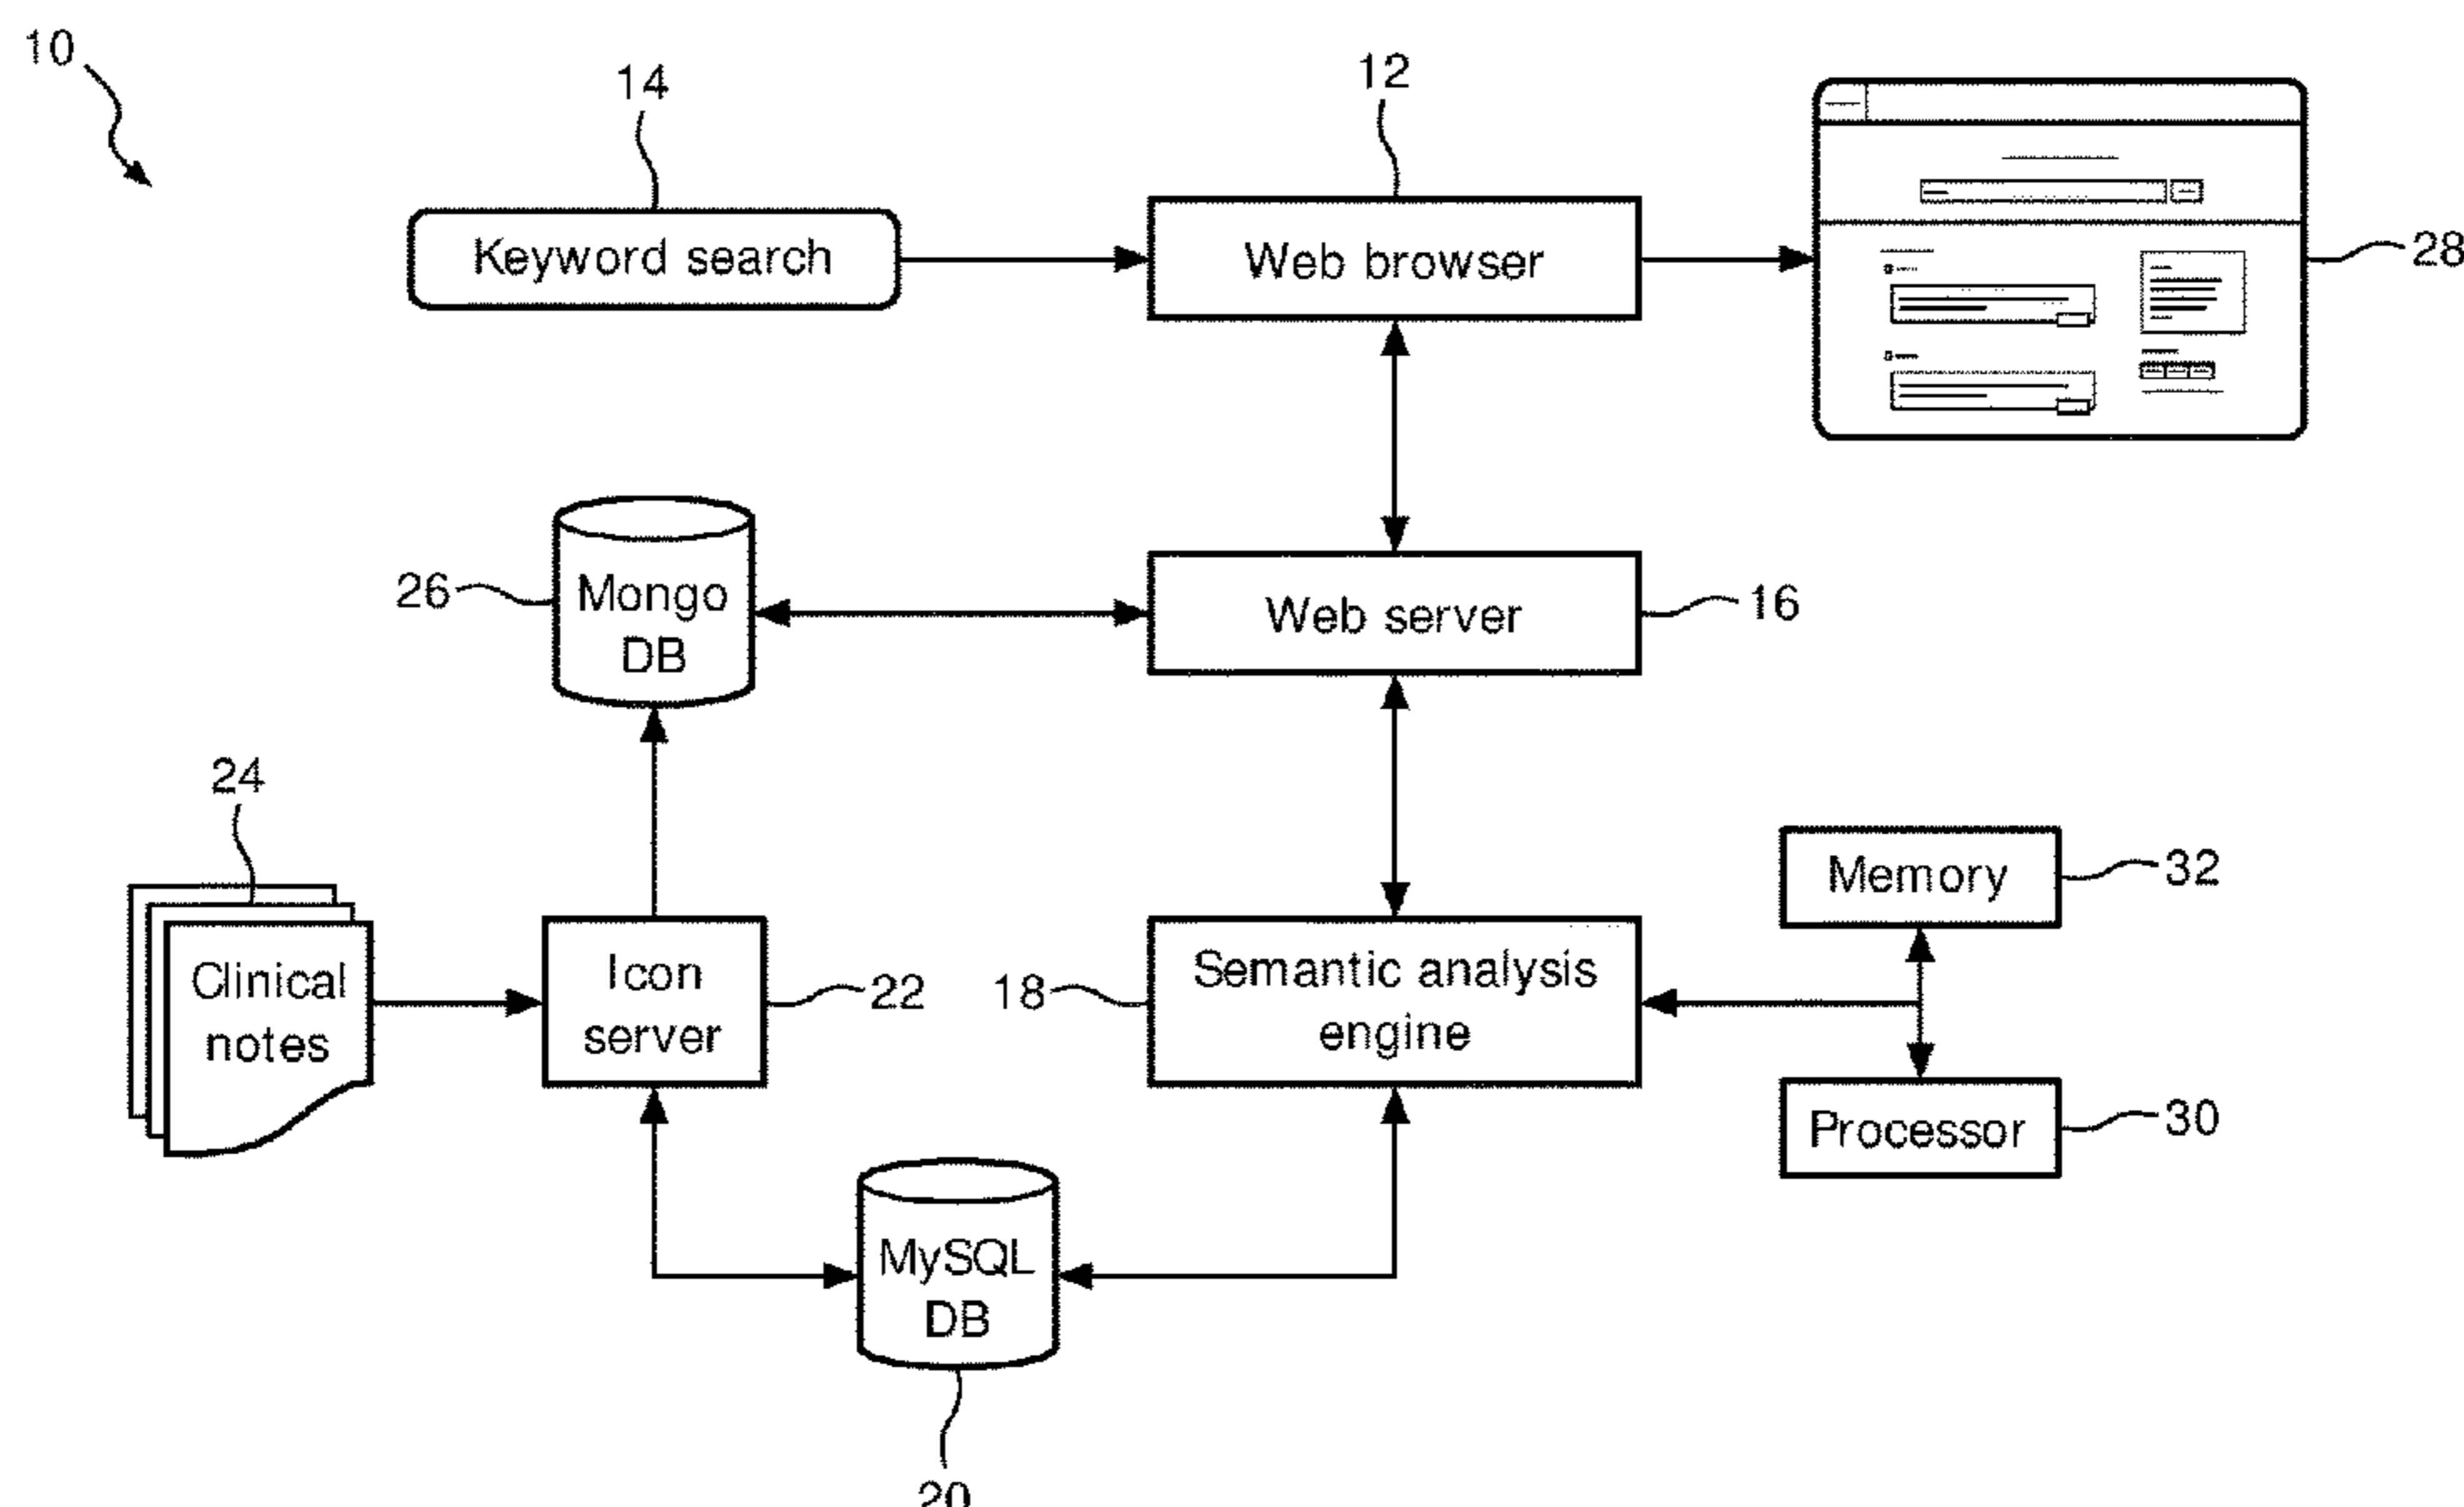 10
14
12
Keyword search
Web browser
28
26
Mongo
DB
Web server
16
24
Clinical
notes
Icon
server
22
18
Semantic analysis
engine
Memory
32
Processor
30
MySQL
DB
20